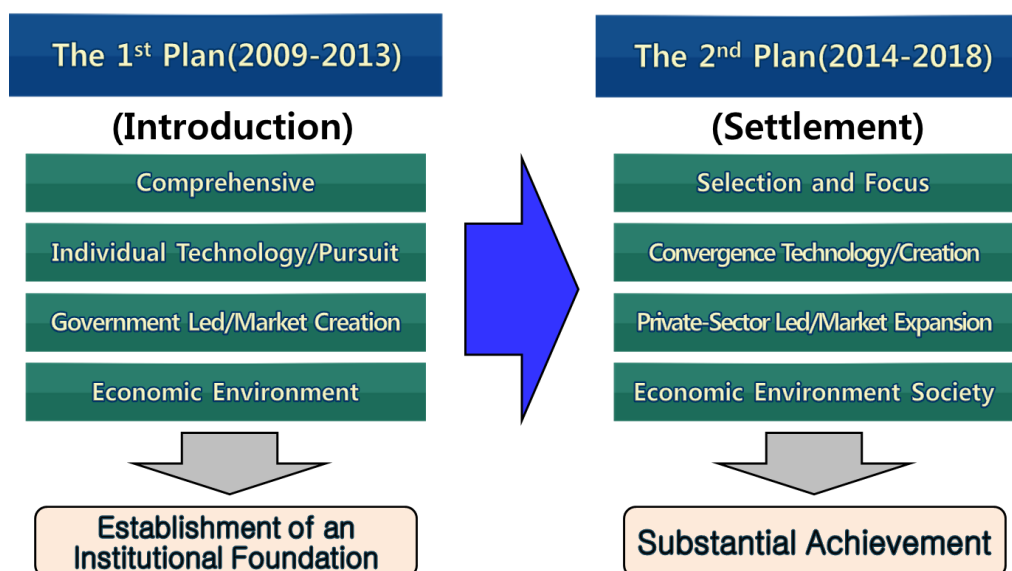 The 1st Plan(2009-2013)
(Introduction)
Comprehensive
Individual Technology/Pursuit
Government Led/Market Creation
Economic Environment
Establishment of an
Institutional Foundation
The 2nd Plan(2014-2018)
(Settlement)
Selection and Focus
Convergence Technology/Creation
Private-Sector Led/Market Expansion
Economic Environment Society
Substantial Achievement